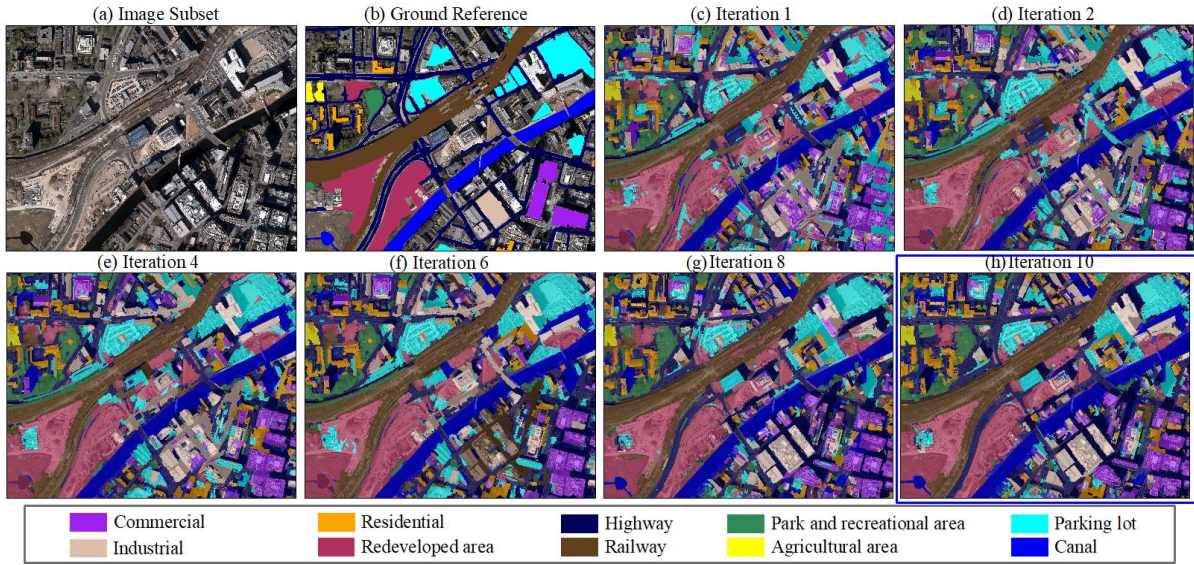 (a) Image Subset
(b) Ground Reference
(c) Iteration 1
(d) Iteration 2
(e) Iteration 4
(f) Iteration 6
(g) Iteration 8
(h) Iteration 10
Commercial
Residential
Highway
Park and recreational area
Parking lot
Industrial
Redeveloped area
Railway
Agricultural area
Canal